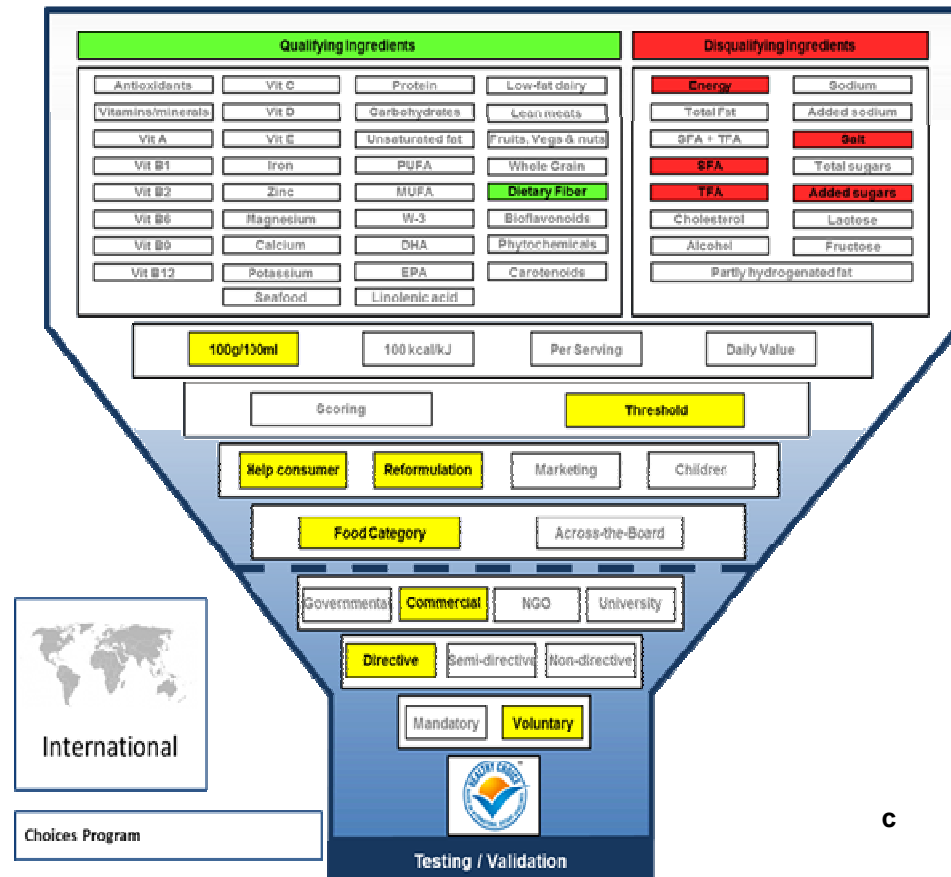 Qualifying Ingredients
Disqualifying Ingredients
Antioxidants Vit C Protein Low-fat dairy
Vitamins/minerals Vit D Carbohydrates Lean meats
Vit A Vit E Unsaturated fat Fruits, Vegs & nuts
Vit B1 Iron PUFA Whole Grain
Vit B2 Zinc MUFA Dietary Fiber
Vit B6 Magnesium W-3 Bioflavonoids
Vit B9 Calcium DHA Phytochemicals
Vit B12 Potassium EPA Carotenoids
Seafood Linolenic acid
Energy Sodium
Total Fat Added sodium
SFA + TFA Salt
SFA Total sugars
TFA Added sugars
Cholesterol Lactose
Alcohol Fructose
Partly hydrogenated fat
100g/100ml 100 kcal/kJ Per Serving Daily Value
Scoring Threshold
Help consumer Reformulation Marketing Children
Food Category Across-the-Board
Governmental Commercial NGO University
Directive Semi-directive Non-directive
Mandatory Voluntary
HEALTHY CHOICE
International
Choices Program
c
Testing / Validation